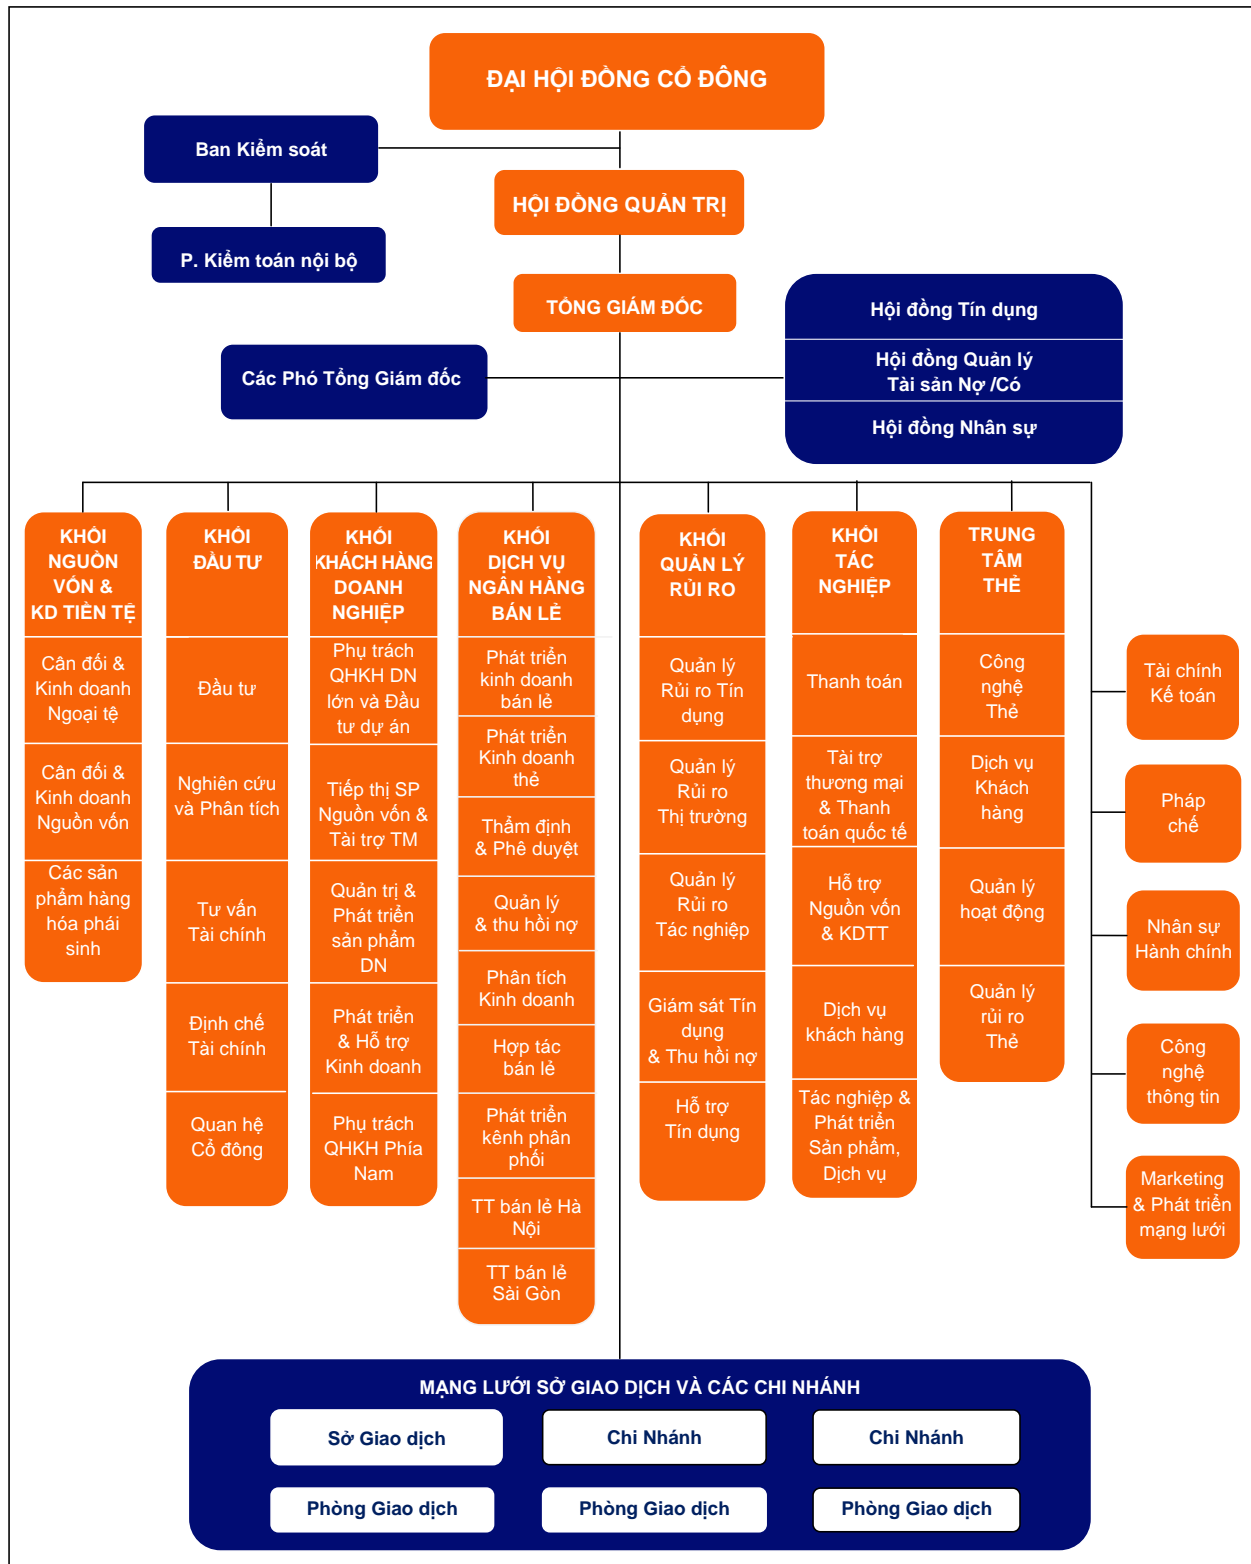 ĐẠI HỘI ĐỒNG CỔ ĐÔNG
Ban Kiểm soát
HỘI ĐỒNG QUẢN TRỊ
P. Kiểm toán nội bộ
TỔNG GIÁM ĐỐC
Hội đồng Tín dụng
Hội đồng Quản lý
Tài sản Nợ /Có
Hội đồng Nhân sự
Các Phó Tổng Giám đốc
KHỐI
NGUỒN
VỐN &
KD TIỀN TỆ
Cân đối &
Kinh doanh
Ngoại tệ
Cân đối &
Kinh doanh
Nguồn vốn
Các sản
phẩm hàng
hóa phái
sinh
KHỐI
ĐẦU TƯ
Đầu tư
Nghiên cứu
và Phân tích
Tư vấn
Tài chính
Định chế
Tài chính
Quan hệ
Cổ đông
KHỐI
KHÁCH HÀNG
DOANH
NGHIỆP
Phụ trách
QHKH DN
lớn và Đầu
tư dự án
Tiếp thị SP
Nguồn vốn &
Tài trợ TM
Quản trị &
Phát triển
sản phẩm
DN
Phát triển
& Hỗ trợ
Kinh doanh
Phụ trách
QHKH Phía
Nam
KHỐI
DỊCH VỤ
NGÂN HÀNG
BÁN LẺ
Phát triển
kinh doanh
bán lẻ
Phát triển
Kinh doanh
thẻ
Thẩm định
& Phê duyệt
Quản lý
& thu hồi nợ
Phân tích
Kinh doanh
Hợp tác
bán lẻ
Phát triển
kênh phân
phối
TT bán lẻ Hà
Nội
TT bán lẻ
Sài Gòn
KHỐI
QUẢN LÝ
RỦI RO
Quản lý
Rủi ro Tín
dụng
Quản lý
Rủi ro
Thị trường
Quản lý
Rủi ro
Tác nghiệp
Giám sát Tín
dụng
& Thu hồi nợ
Hỗ trợ
Tín dụng
KHỐI
TÁC
NGHIỆP
Thanh toán
Tài trợ
thương mại
& Thanh
toán quốc tế
Hỗ trợ
Nguồn vốn
& KDTT
Dịch vụ
khách hàng
Tác nghiệp &
Phát triển
Sản phẩm,
Dịch vụ
TRUNG
TÂM
THẺ
Công
nghệ
Thẻ
Dịch vụ
Khách
hàng
Quản lý
hoạt động
Quản lý
rủi ro
Thẻ
Tài chính
Kế toán
Pháp
chế
Nhân sự
Hành chính
Công
nghệ
thông tin
Marketing
& Phát triển
mạng lưới
MẠNG LƯỚI SỞ GIAO DỊCH VÀ CÁC CHI NHÁNH
Sở Giao dịch
Chi Nhánh
Chi Nhánh
Phòng Giao dịch
Phòng Giao dịch
Phòng Giao dịch